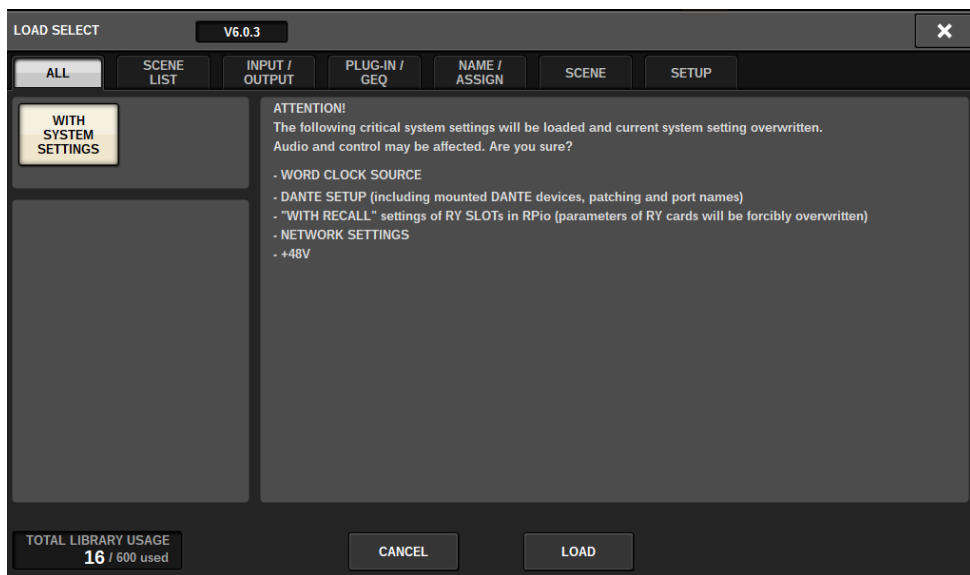 LOAD SELECT
V6.0.3
ALL
SCENE
LIST
INPUT /
OUTPUT
PLUG-IN /
GEQ
NAME /
ASSIGN
SCENE
SETUP
WITH
SYSTEM
SETTINGS
ATTENTION!
The following critical system settings will be loaded and current system setting overwritten.
Audio and control may be affected. Are you sure?
- WORD CLOCK SOURCE
- DANTE SETUP (including mounted DANTE devices, patching and port names)
- "WITH RECALL" settings of RY SLOTs in RPio (parameters of RY cards will be forcibly overwritten)
- NETWORK SETTINGS
- +48V
TOTAL LIBRARY USAGE
16 / 600 used
CANCEL
LOAD